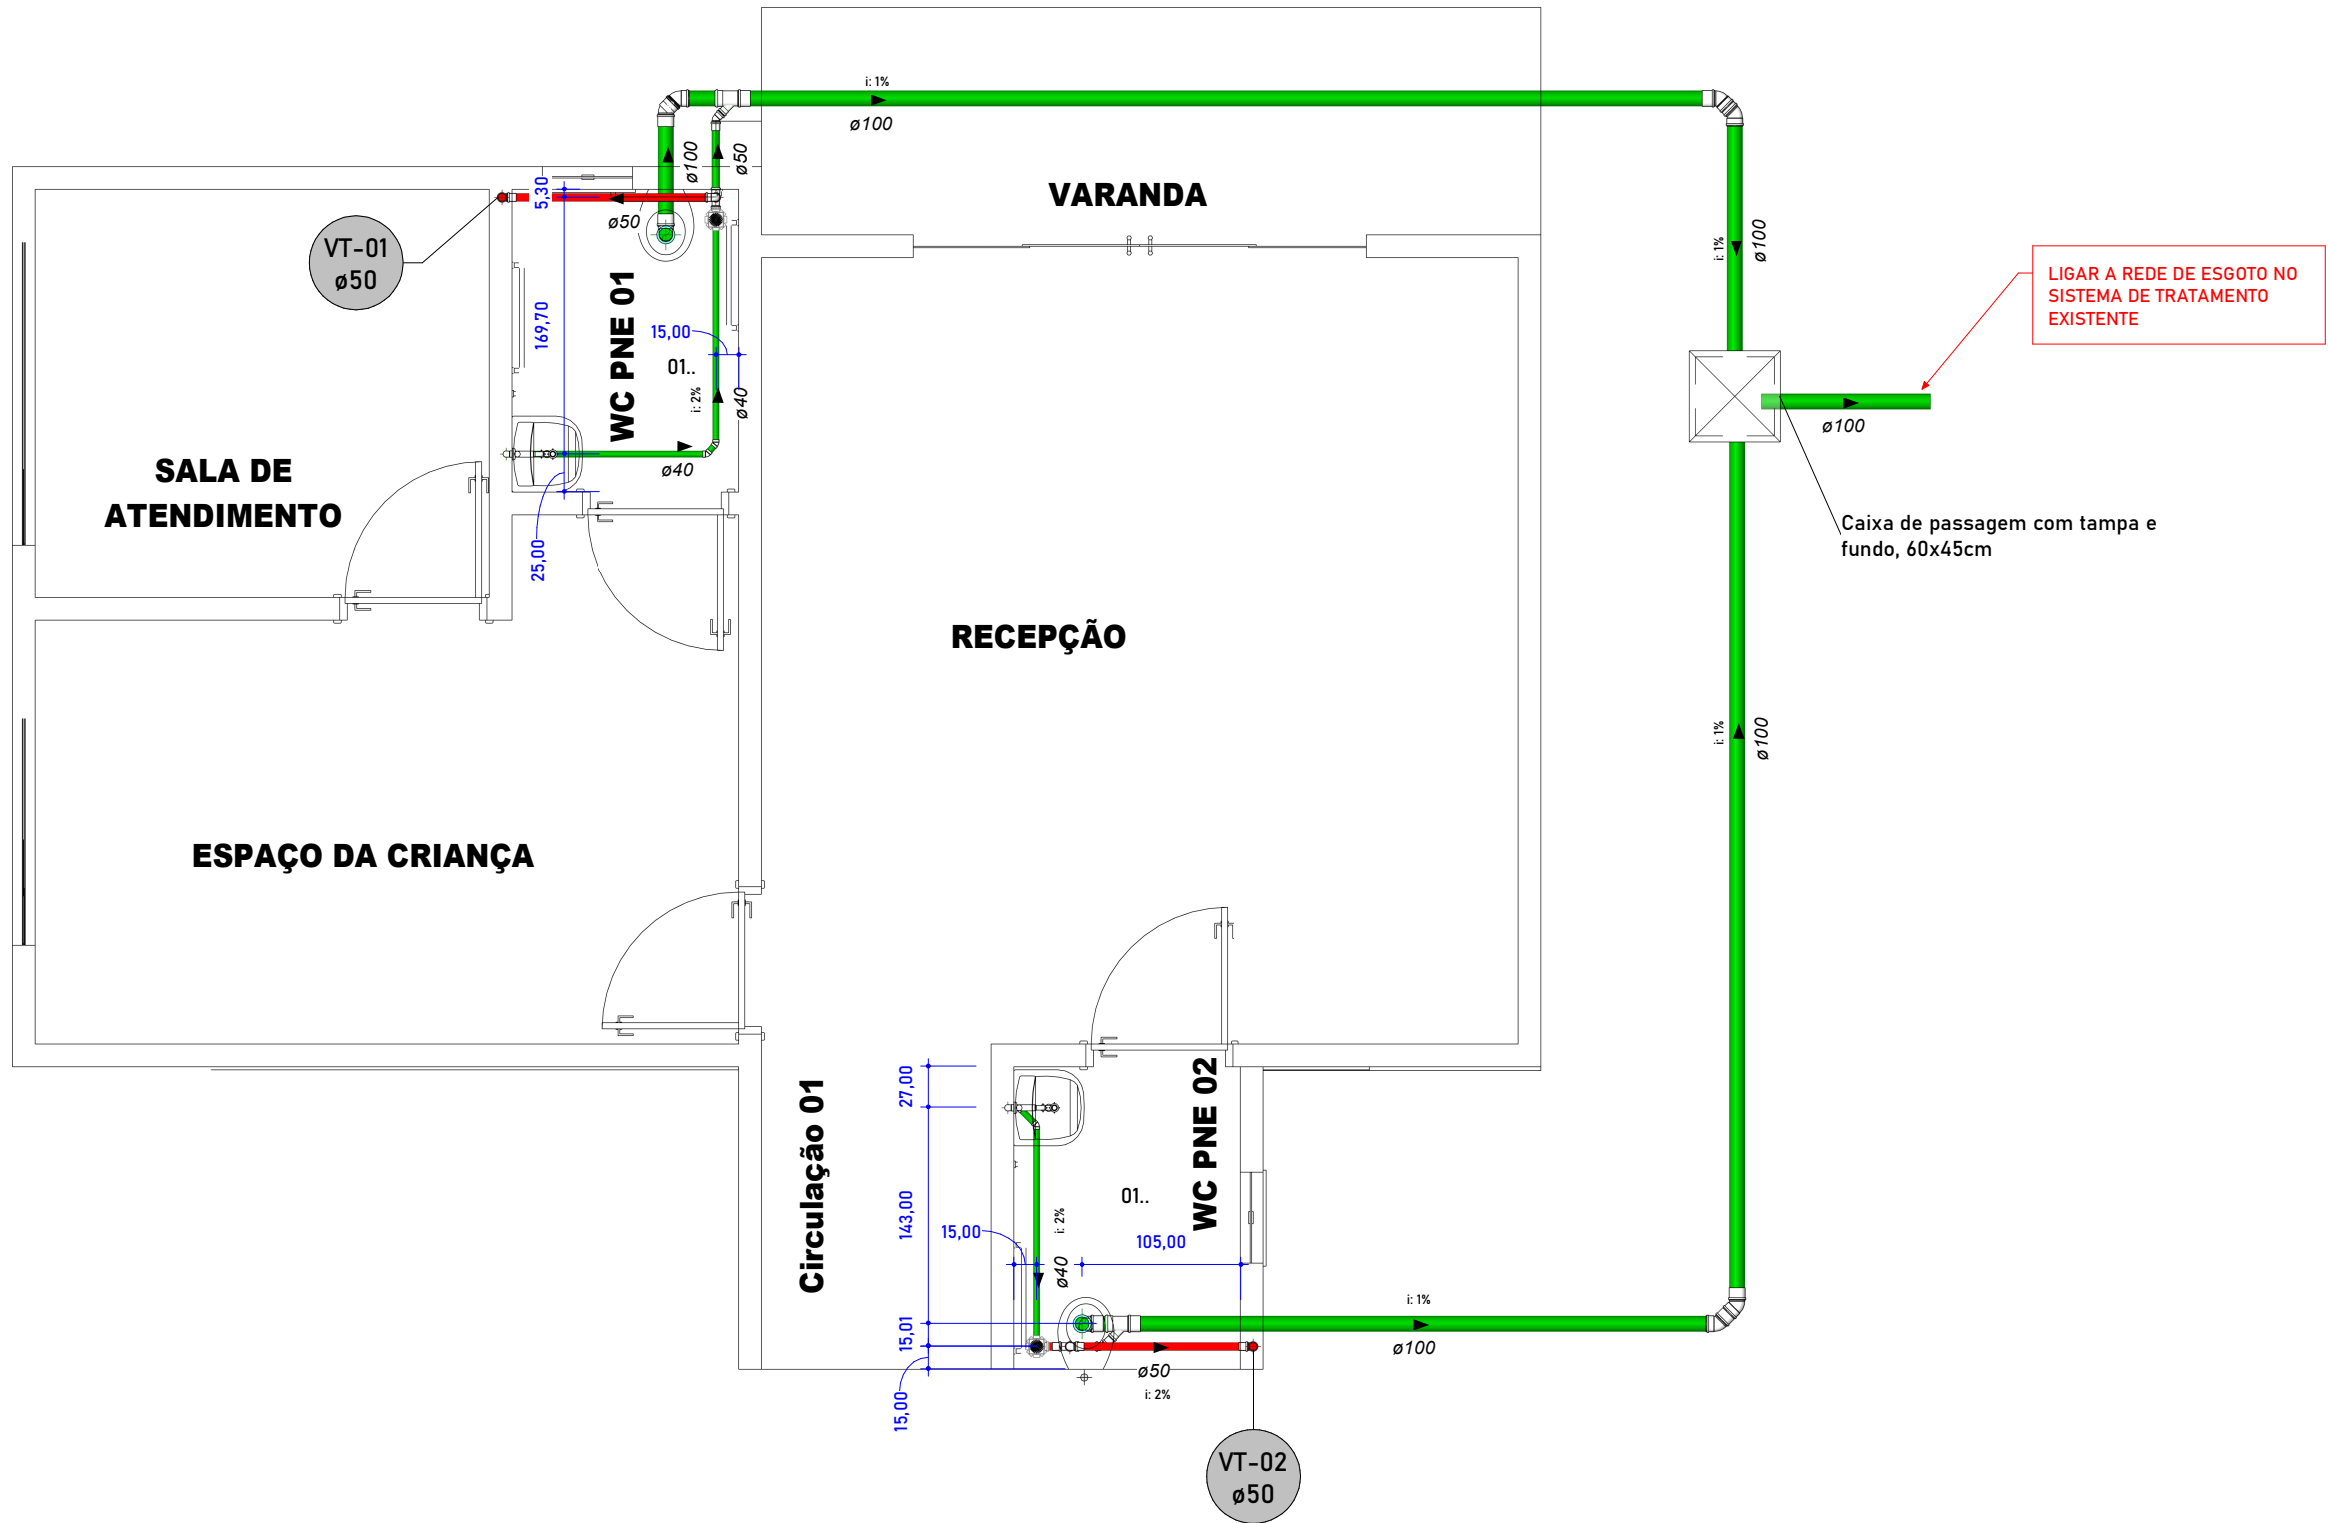 i: 1%
ø100
ø100
ø50
VARANDA
5,30
ø50
VT-01
ø50
i: 1%
ø100
LIGAR A REDE DE ESGOTO NO
SISTEMA DE TRATAMENTO
EXISTENTE
169,70
WC PNE 01
15,00
01..
i: 2%
ø40
ø100
SALA DE
ATENDIMENTO
ø40
25,00
Caixa de passagem com tampa e
fundo, 60x45cm
RECEPÇÃO
i: 1%
ø100
ESPAÇO DA CRIANÇA
27,00
Circulação 01
WC PNE 02
143,00
01..
i: 2%
15,00
105,00
ø40
i: 1%
15,01
ø100
ø50
i: 2%
15,00
VT-02
ø50